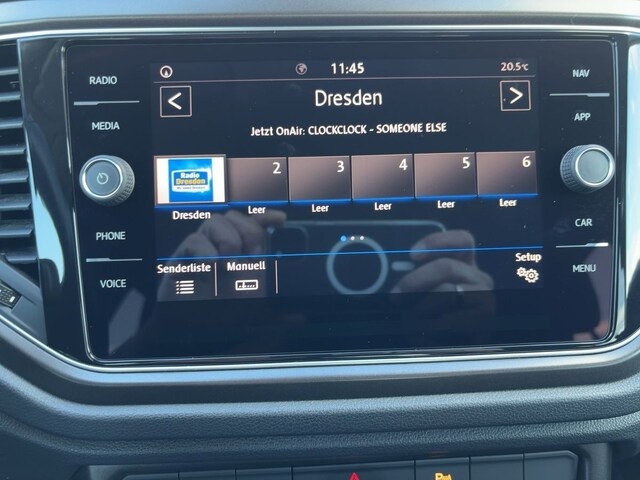 RADIO
MEDIA
PHONE
VOICE
11:45
20.5°C
< Dresden >
Jetzt OnAir: CLOCKCLOCK - SOMEONE ELSE
Radio
Dresden
2 3 4 5 6
Dresden Leer Leer Leer Leer Leer
Senderliste Manuell Setup
NAV
APP
CAR
MENU